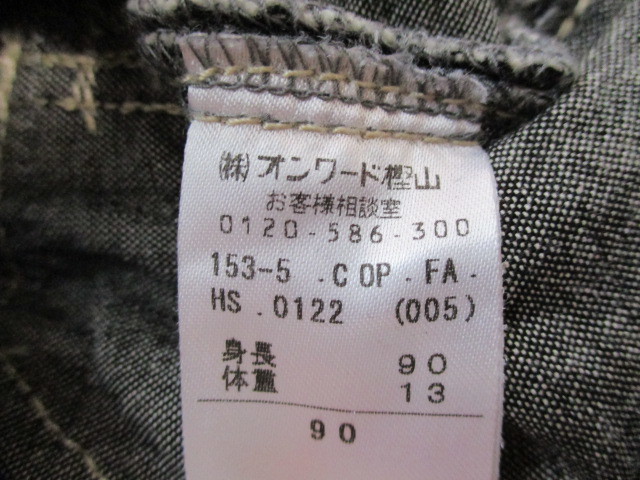 ㈱オンワード樫山
お客様相談室
0120-586-300
153-5 .COP.FA.
HS.0122 (005)
身長 90
体重 13
90